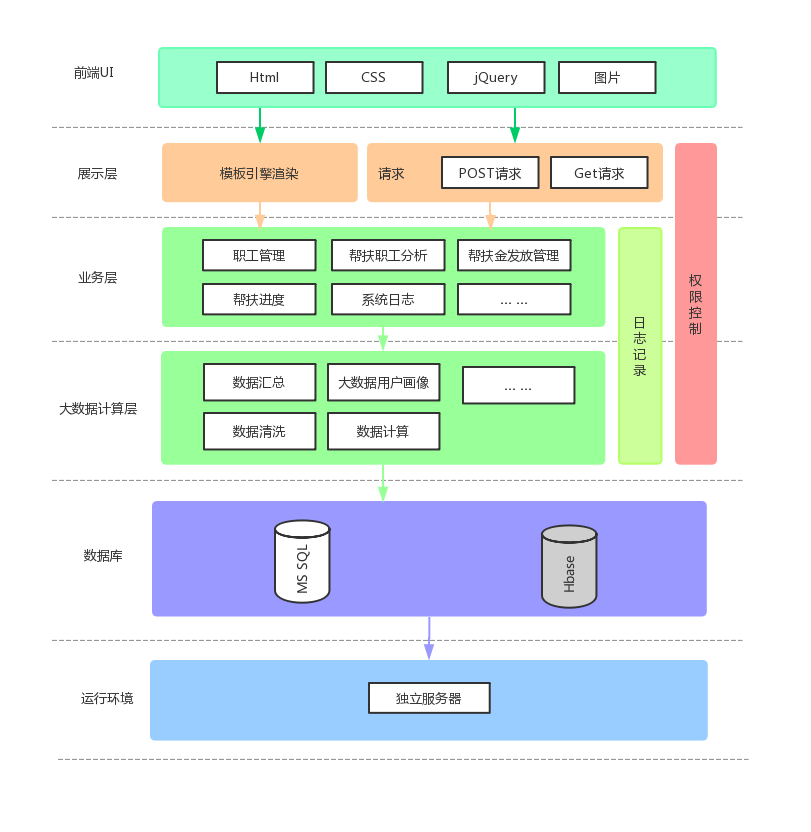 前端UI
Html
CSS
jQuery
图片
展示层
模板引擎渲染
请求
POST请求
Get请求
业务层
职工管理
帮扶职工分析
帮扶金发放管理
帮扶进度
系统日志
... ...
日志记录
权限控制
大数据计算层
数据汇总
大数据用户画像
... ...
数据清洗
数据计算
数据库
MS SQL
Hbase
运行环境
独立服务器